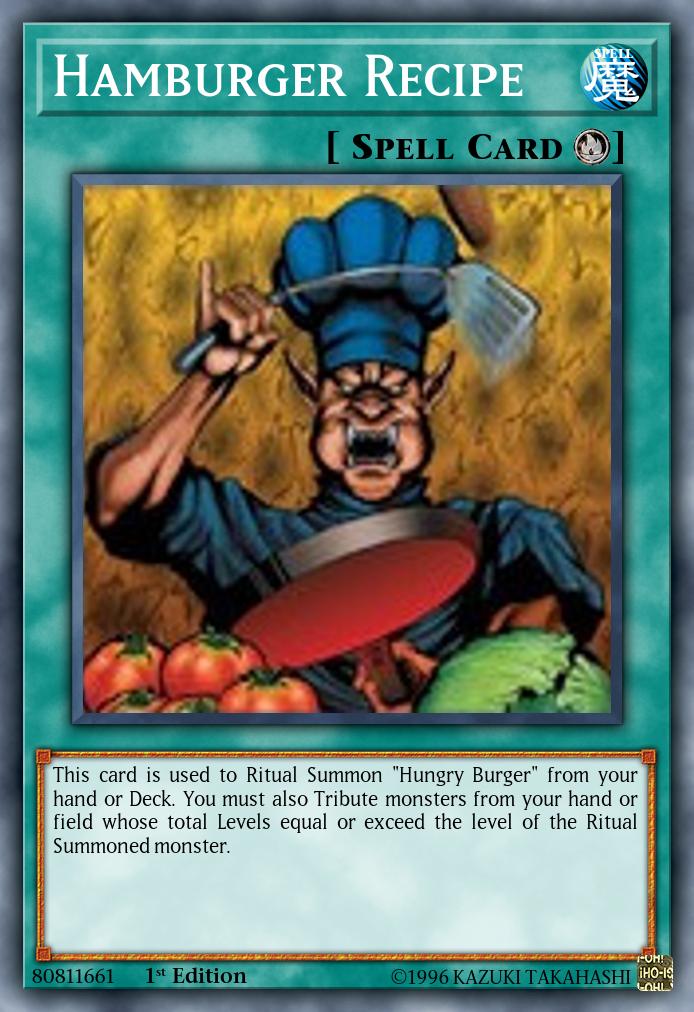 HAMBURGER RECIPE
SPELL
魔
[ SPELL CARD ]
This card is used to Ritual Summon "Hungry Burger" from your
hand or Deck. You must also Tribute monsters from your hand or
field whose total Levels equal or exceed the level of the Ritual
Summoned monster.
80811661 1st Edition ©1996 KAZUKI TAKAHASHI